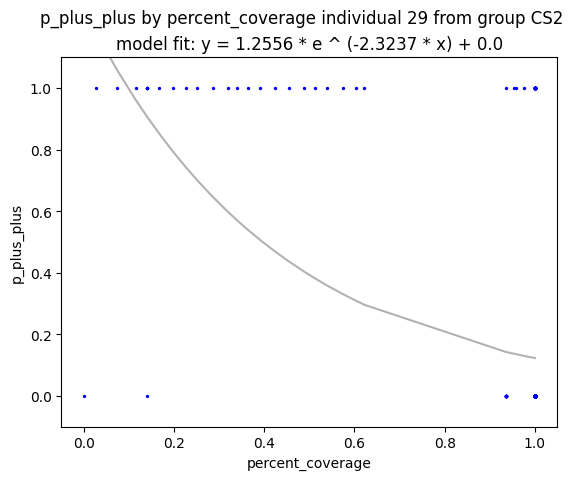 p_plus_plus by percent_coverage individual 29 from group CS2
model fit: y = 1.2556 * e ^ (-2.3237 * x) + 0.0
1.0
0.8
0.6
0.4
0.2
0.0
p_plus_plus
0.0 0.2 0.4 0.6 0.8 1.0
percent_coverage